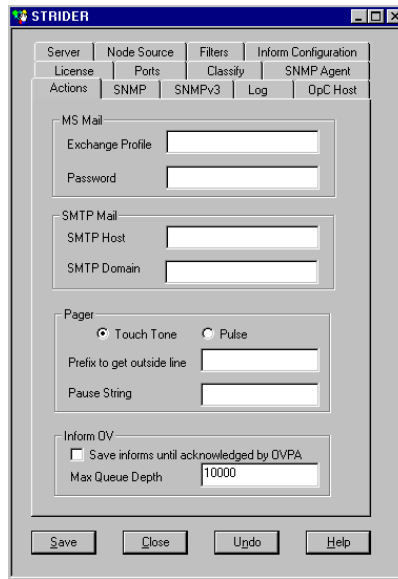 STRIDER
Server Node Source Filters Inform Configuration
License Ports Classify SNMP Agent
Actions SNMP SNMPv3 Log OpC Host
MS Mail
Exchange Profile
Password
SMTP Mail
SMTP Host
SMTP Domain
Pager
Touch Tone Pulse
Prefix to get outside line
Pause String
Inform OV
Save informs until acknowledged by OVPA
Max Queue Depth 10000
Save Close Undo Help